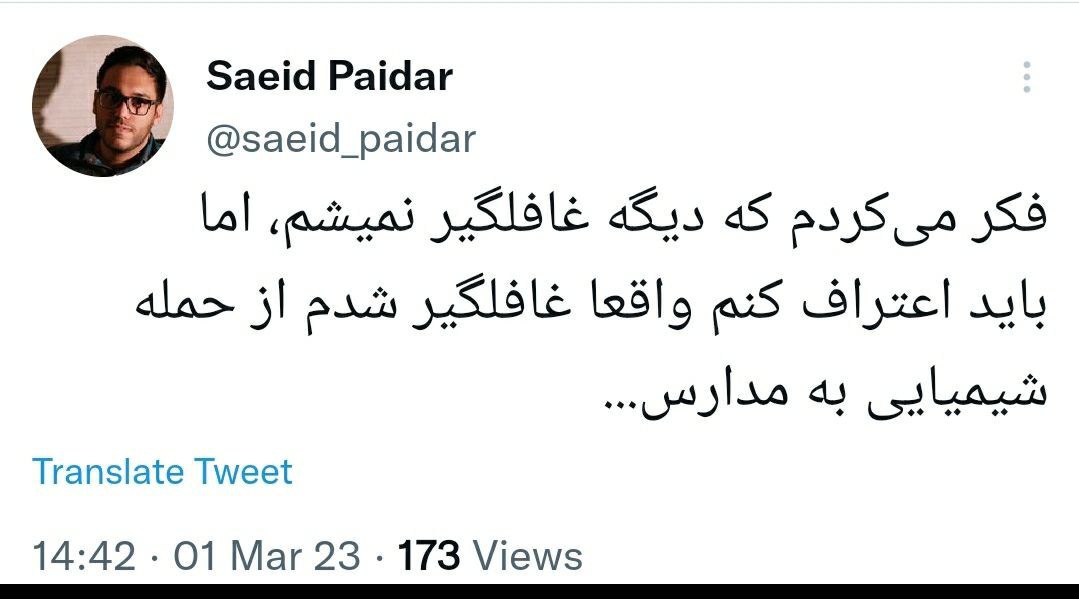 Saeid Paidar
@saeid_paidar
فکر می‌کردم که دیگه غافلگیر نمیشم، اما
باید اعتراف کنم واقعا غافلگیر شدم از حمله
شیمیایی به مدارس...
Translate Tweet
14:42 · 01 Mar 23 · 173 Views